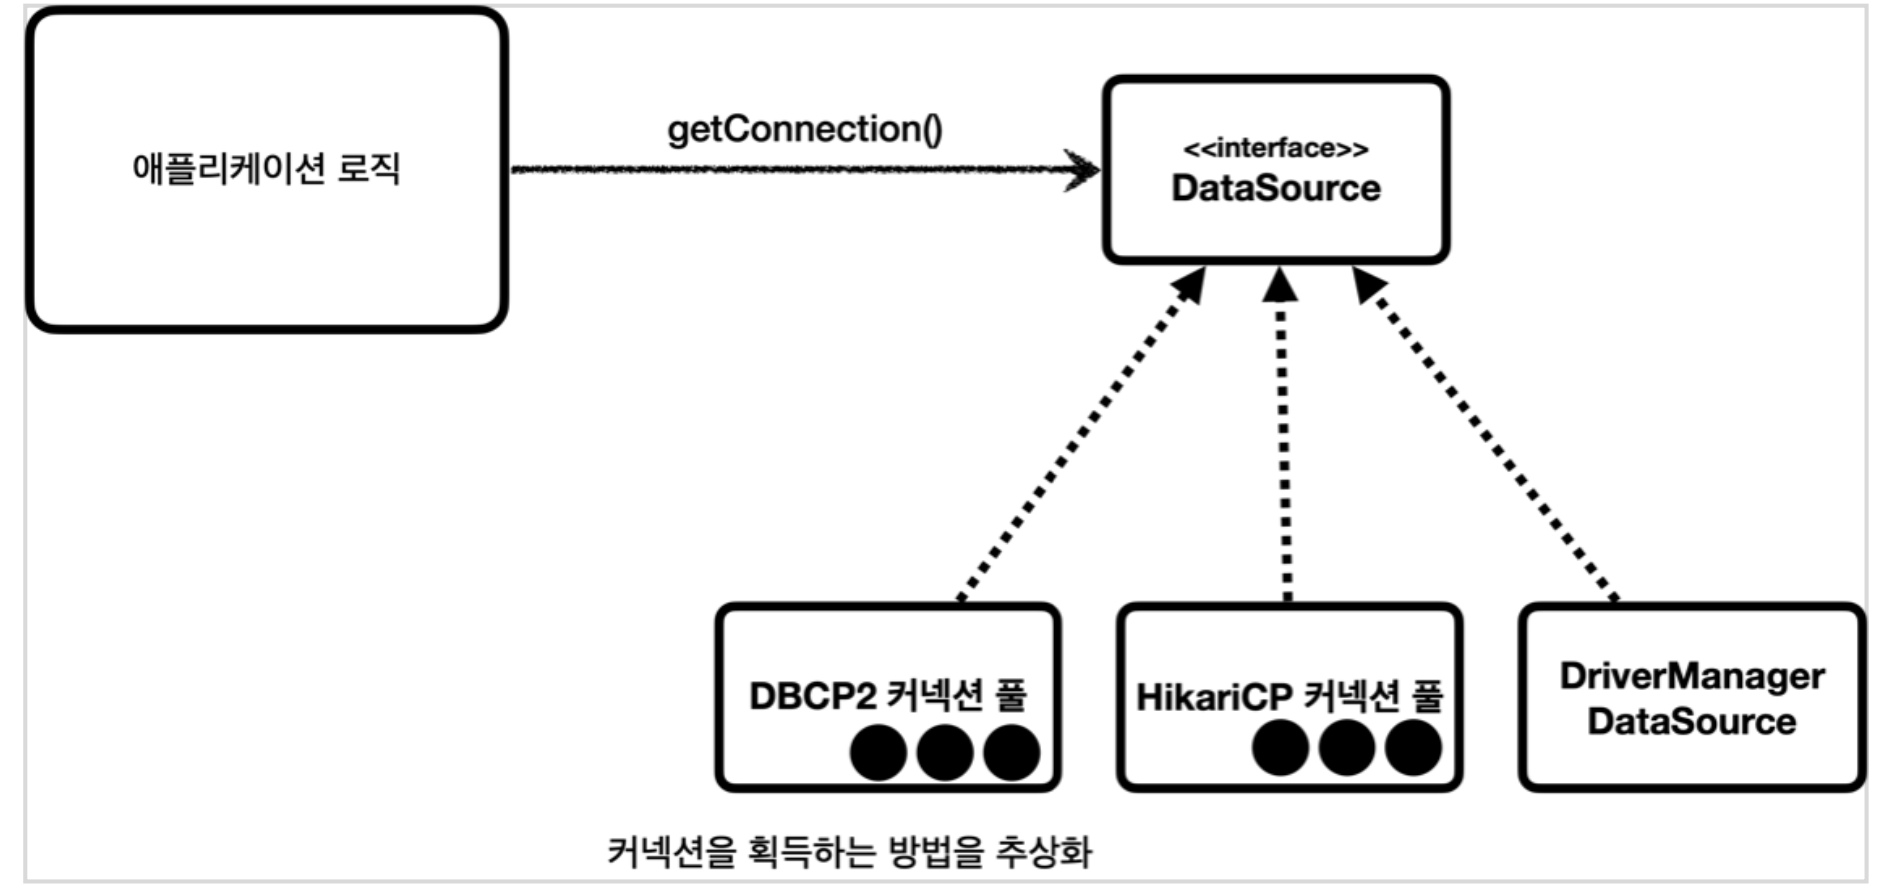 애플리케이션 로직
getConnection()
<<interface>>
DataSource
DBCP2 커넥션 풀
HikariCP 커넥션 풀
DriverManager
DataSource
커넥션을 획득하는 방법을 추상화